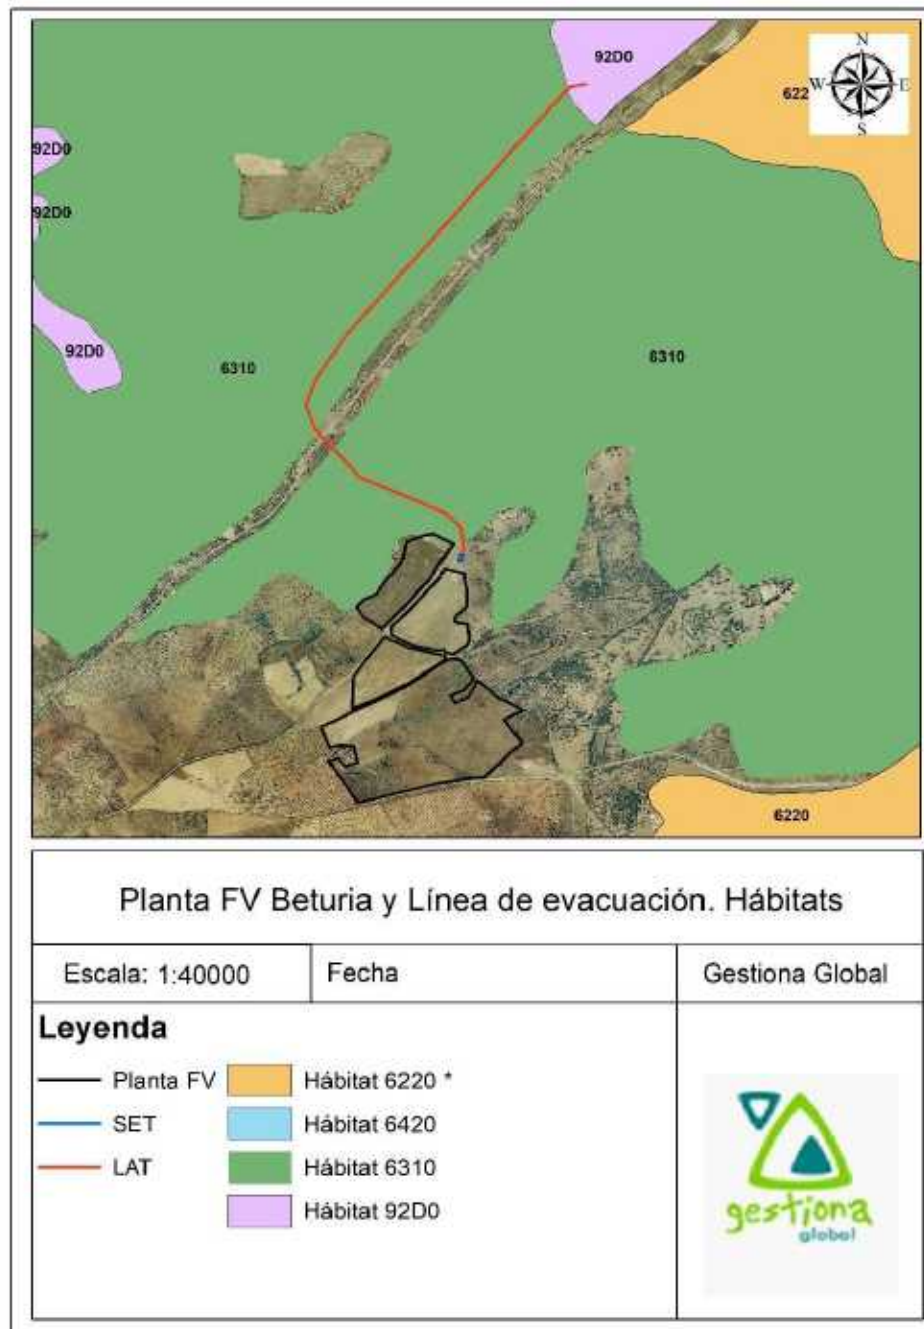 92D0
N
622
W
E
S
92D0
92D0
92D0
6310
6310
6220
Planta FV Beturia y Línea de evacuación. Hábitats
Escala: 1:40000
Fecha
Gestiona Global
Leyenda
Planta FV
Hábitat 6220 *
SET
Hábitat 6420
LAT
Hábitat 6310
Hábitat 92D0
gestiona
global